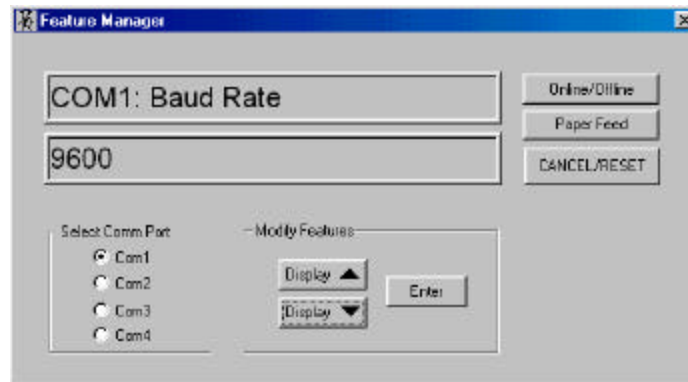 Feature Manager
COM1: Baud Rate
9600
Online/Offline
Paper Feed
CANCEL/RESET
Select Comm Port
Com1
Com2
Com3
Com4
Modify Features
Display
Display
Enter